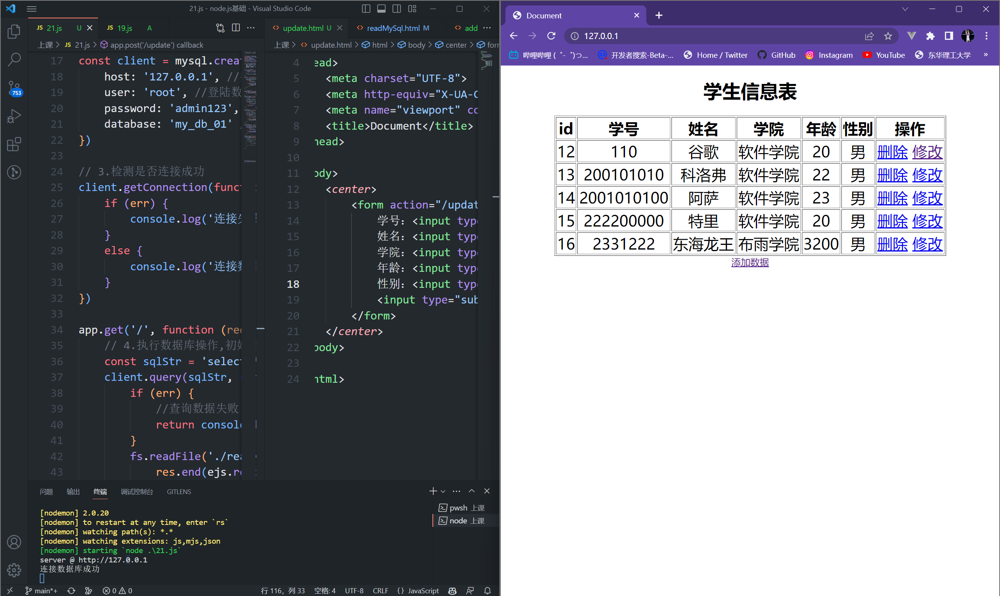 21.js - node.js基础 - Visual Studio Code
JS 21.js U
JS 19.js A
上课 > JS 21.js > app.post('/update') callback
17 const client = mysql.creat
18 host: '127.0.0.1', //
19 user: 'root', //登陆数
20 password: 'admin123',
21 database: 'my_db_01' /
22 })
23
24 // 3.检测是否连接成功
25 client.getConnection(funct
26 if (err) {
27 console.log('连接失
28 }
29 else {
30 console.log('连接数
31 }
32 })
33
34 app.get('/', function (req
35 // 4.执行数据库操作,初始
36 const sqlStr = 'select
37 client.query(sqlStr,
38 if (err) {
39 //查询数据失败
40 return console
41 }
42 fs.readFile('./rea
43 res.end(ejs.re
<> update.html U
<> readMySql.html M
<> add
上课 > <> update.html > html > body > center > form
4 ead>
5 <meta charset="UTF-8">
6 <meta http-equiv="X-UA-C
7 <meta name="viewport" co
8 <title>Document</title>
9 head>
10
11 ody>
12 <center>
13 <form action="/updat
14 学号：<input type
15 姓名：<input type
16 学院：<input type
17 年龄：<input type
18 性别：<input type
19 <input type="sub
20 </form>
21 </center>
22 body>
23
24 html>
753
问题 输出 终端 调试控制台 GITLENS
[nodemon] 2.0.20
[nodemon] to restart at any time, enter `rs`
[nodemon] watching path(s): *.*
[nodemon] watching extensions: js,mjs,json
[nodemon] starting `node .\21.js`
server @ http://127.0.0.1
连接数据库成功
pwsh 上课
node 上课
main*+ 0 0 行 116，列 33 空格: 4 UTF-8 CRLF {} JavaScript
Document
127.0.0.1
哔哩哔哩 ( ゜- ゜)つ... 开发者搜索-Beta-... Home / Twitter GitHub Instagram YouTube 东华理工大学 »
学生信息表
id 学号 姓名 学院 年龄 性别 操作
12 110 谷歌 软件学院 20 男 删除 修改
13 200101010 科洛弗 软件学院 22 男 删除 修改
14 2001010100 阿萨 软件学院 23 男 删除 修改
15 222200000 特里 软件学院 20 男 删除 修改
16 2331222 东海龙王 布雨学院 3200 男 删除 修改
添加数据